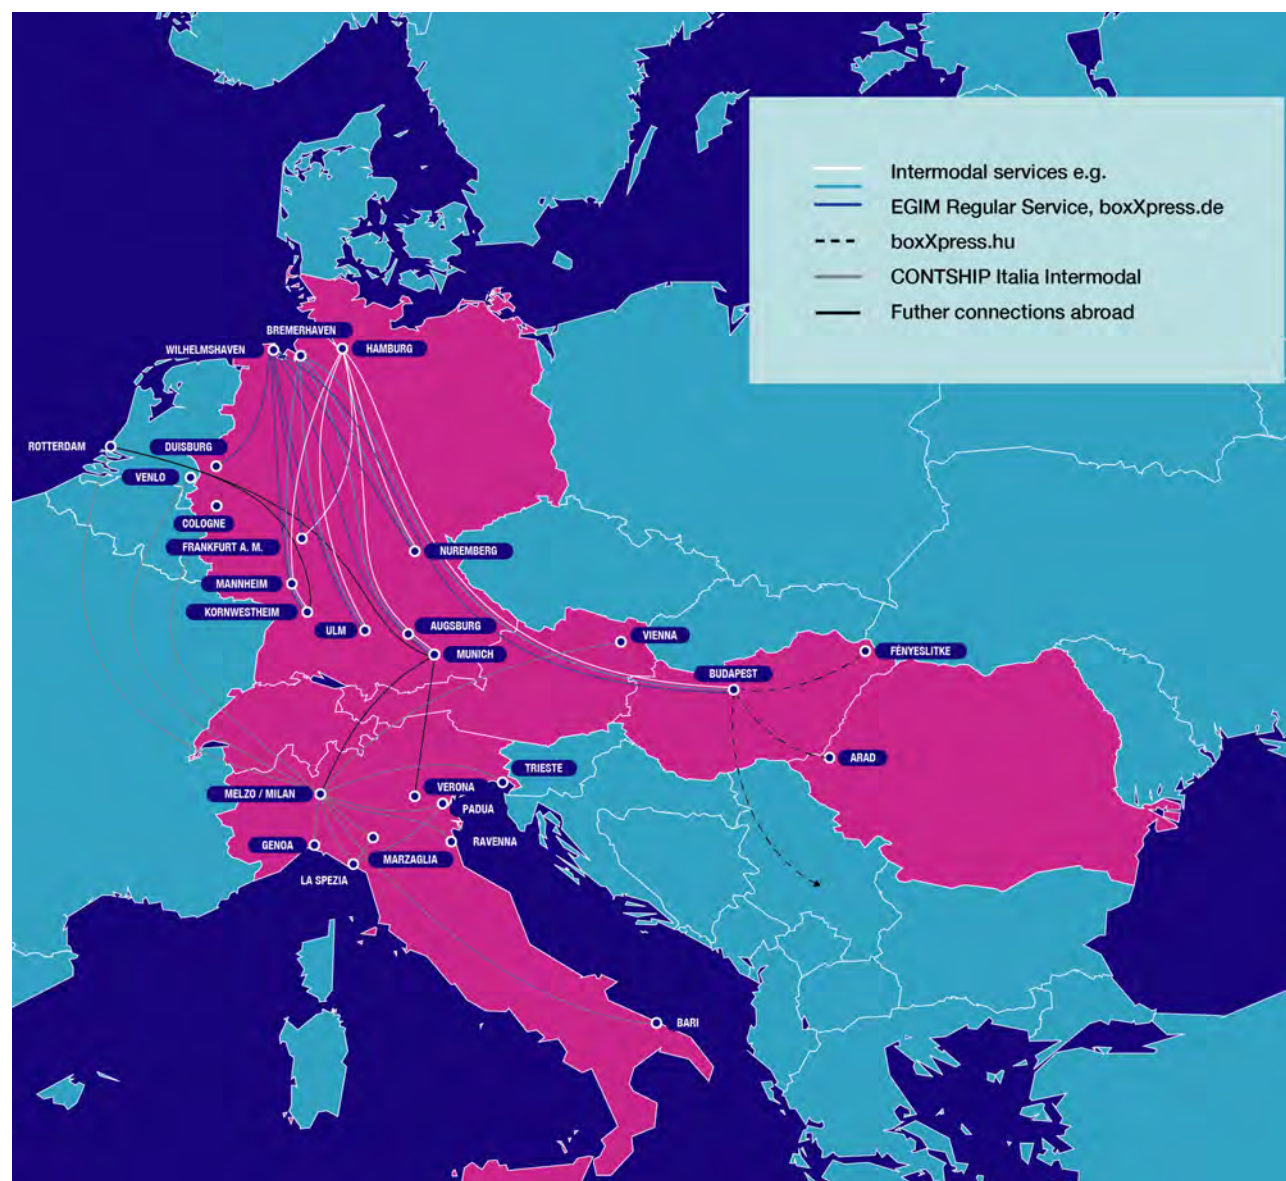 Intermodal services e.g.
EGIM Regular Service, boxXpress.de
boxXpress.hu
CONTSHIP Italia Intermodal
Futher connections abroad
BREMERHAVEN
WILHELMSHAVEN
HAMBURG
ROTTERDAM
DUISBURG
VENLO
COLOGNE
FRANKFURT A. M.
NUREMBERG
MANNHEIM
KORNWESTHEIM
ULM
AUGSBURG
VIENNA
MUNICH
FÉNYESLITKE
BUDAPEST
ARAD
TRIESTE
MELZO / MILAN
VERONA
PADUA
GENOA
RAVENNA
MARZAGLIA
LA SPEZIA
BARI